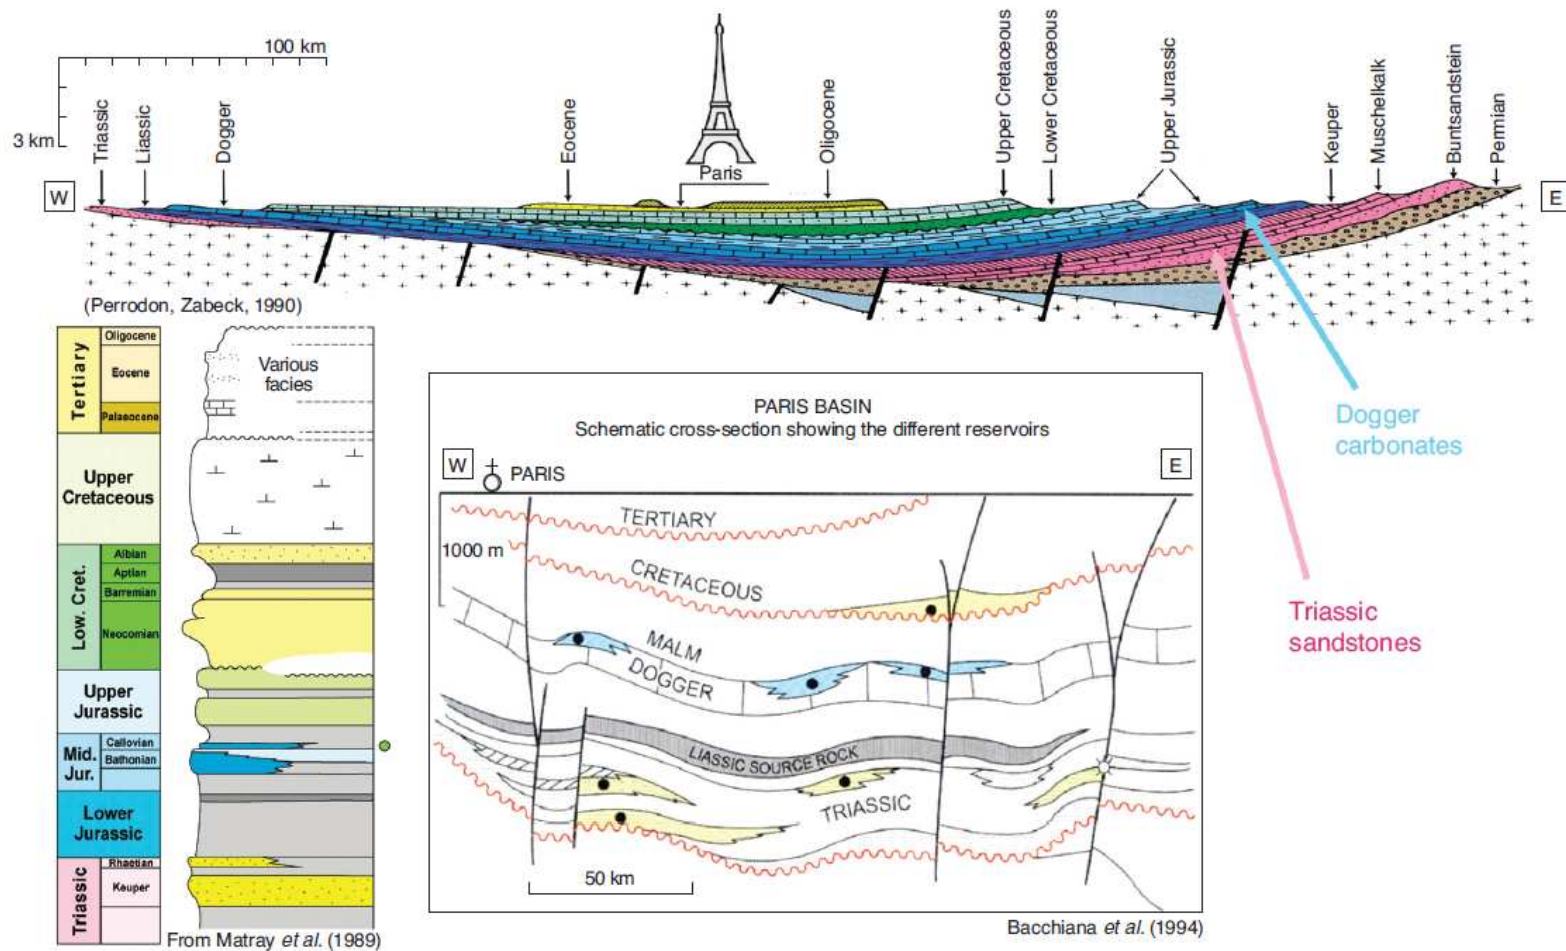 100 km
3 km
Triassic
Liassic
Dogger
Eocene
Paris
Oligocene
Upper Cretaceous
Lower Cretaceous
Upper Jurassic
Keuper
Muschelkalk
Buntsandstein
Permian
W
E
(Perrodon, Zabeck, 1990)
Dogger
carbonates
Triassic
sandstones
Tertiary
Oligocene
Eocene
Palaeocene
Various
facies
Upper
Cretaceous
Low. Cret.
Albian
Aptian
Barremian
Neocomian
Upper
Jurassic
Mid.
Jur.
Callovian
Bathonian
Lower
Jurassic
Triassic
Rhaetian
Keuper
From Matray et al. (1989)
PARIS BASIN
Schematic cross-section showing the different reservoirs
W
PARIS
E
1000 m
TERTIARY
CRETACEOUS
MALM
DOGGER
LIASSIC SOURCE ROCK
TRIASSIC
50 km
Bacchiana et al. (1994)